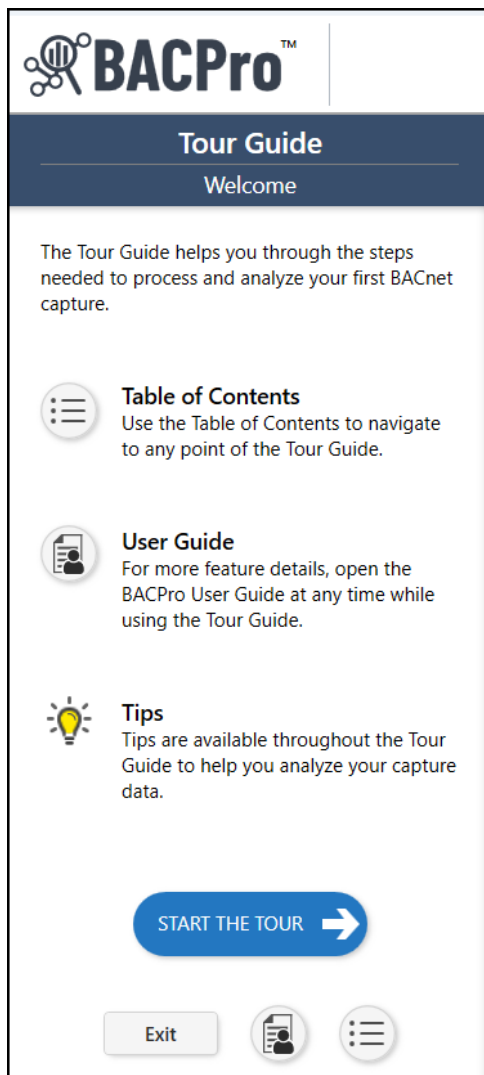 BACPro™
Tour Guide
Welcome
The Tour Guide helps you through the steps
needed to process and analyze your first BACnet
capture.
Table of Contents
Use the Table of Contents to navigate
to any point of the Tour Guide.
User Guide
For more feature details, open the
BACPro User Guide at any time while
using the Tour Guide.
Tips
Tips are available throughout the Tour
Guide to help you analyze your capture
data.
START THE TOUR
Exit